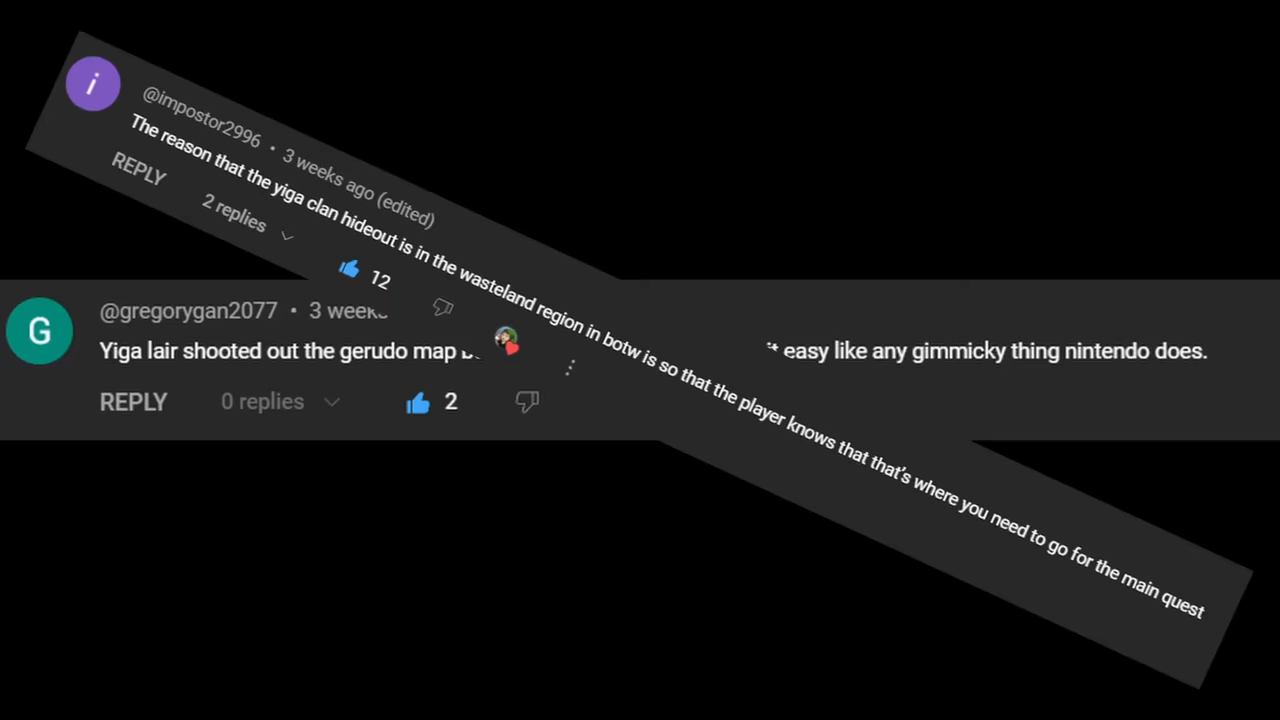 i
@impostor2996 • 3 weeks ago (edited)
The reason that the yiga clan hideout is in the wasteland region in botw is so that the player knows that that's where you need to go for the main quest
REPLY
2 replies
12
G
@gregorygan2077 • 3 weeks
Yiga lair shooted out the gerudo map easy like any gimmicky thing nintendo does.
REPLY 0 replies 2